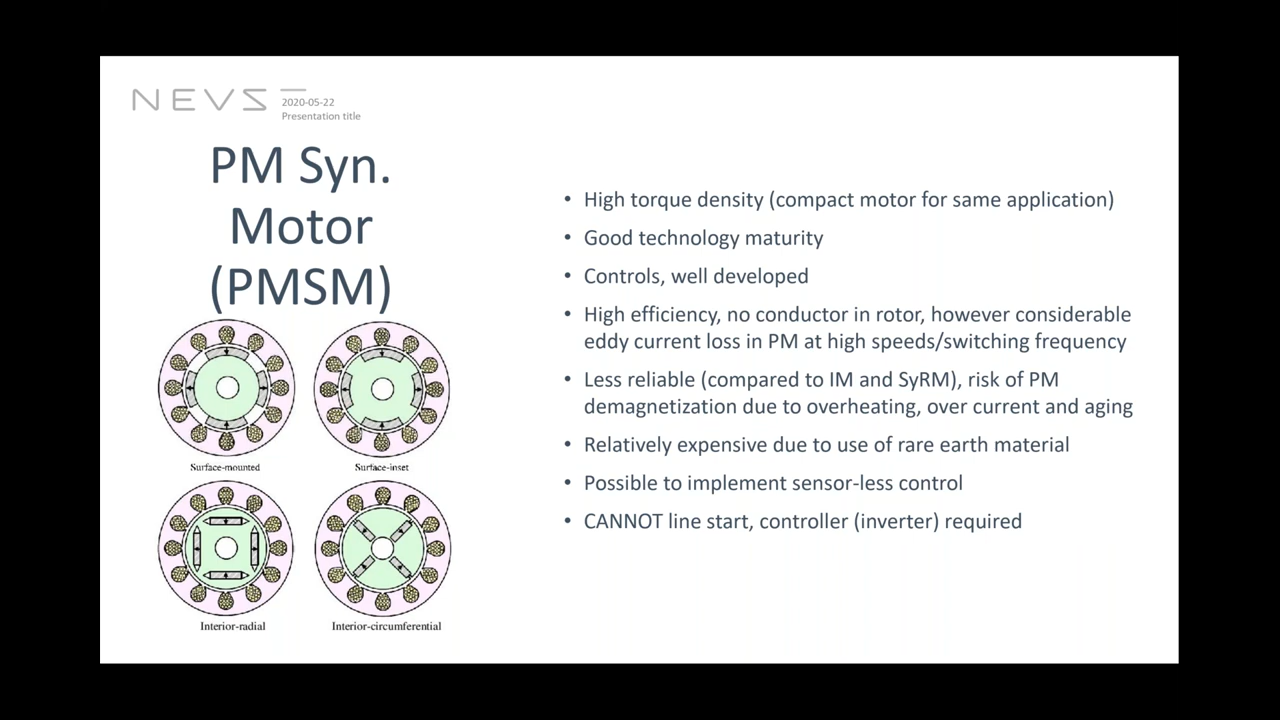 NEVS
2020-05-22
Presentation title
PM Syn.
Motor
(PMSM)
Surface-mounted
Surface-inset
Interior-radial
Interior-circumferential
• High torque density (compact motor for same application)
• Good technology maturity
• Controls, well developed
• High efficiency, no conductor in rotor, however considerable
eddy current loss in PM at high speeds/switching frequency
• Less reliable (compared to IM and SyRM), risk of PM
demagnetization due to overheating, over current and aging
• Relatively expensive due to use of rare earth material
• Possible to implement sensor-less control
• CANNOT line start, controller (inverter) required